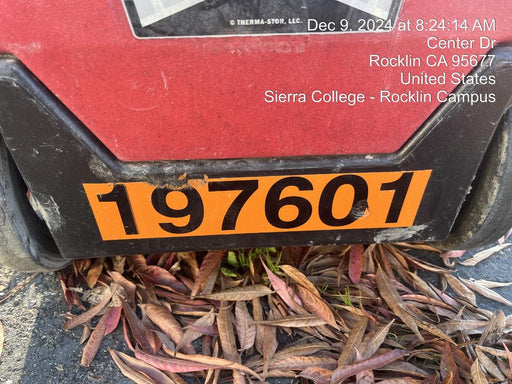 © THERMA-STOR, LLC.
Dec 9, 2024 at 8:24:14 AM
Center Dr
Rocklin CA 95677
United States
Sierra College - Rocklin Campus
197601